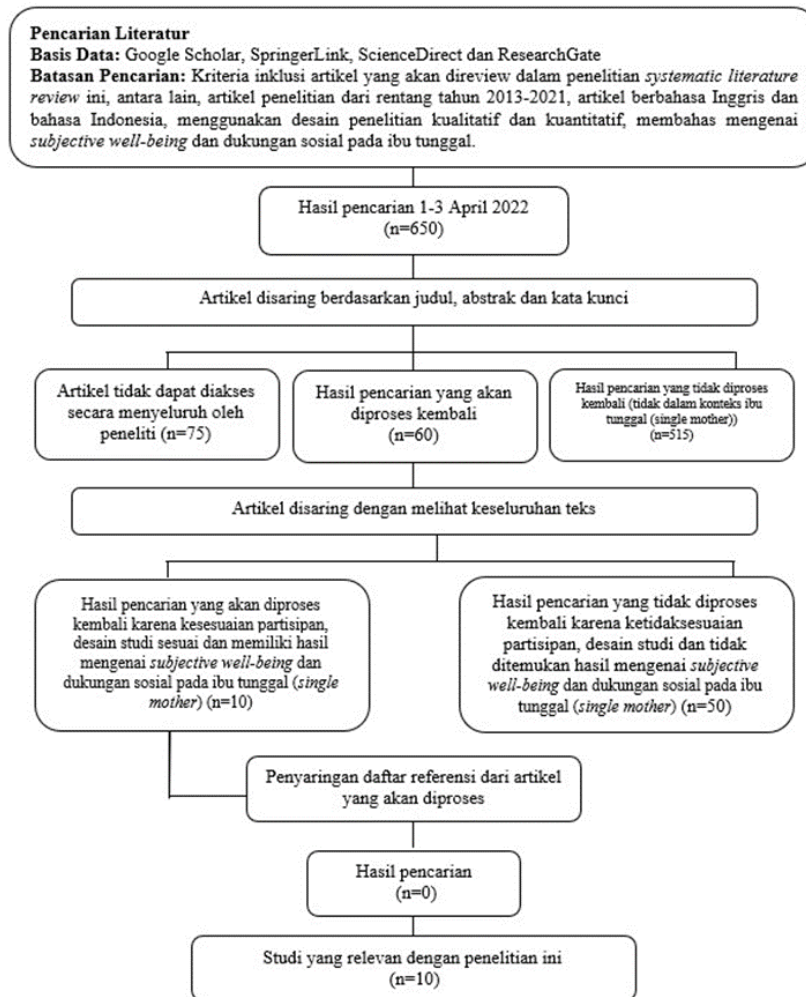 Pencarian Literatur
Basis Data: Google Scholar, SpringerLink, ScienceDirect dan ResearchGate
Batasan Pencarian: Kriteria inklusi artikel yang akan direview dalam penelitian systematic literature
review ini, antara lain, artikel penelitian dari rentang tahun 2013-2021, artikel berbahasa Inggris dan
bahasa Indonesia, menggunakan desain penelitian kualitatif dan kuantitatif, membahas mengenai
subjective well-being dan dukungan sosial pada ibu tunggal.
Hasil pencarian 1-3 April 2022
(n=650)
Artikel disaring berdasarkan judul, abstrak dan kata kunci
Artikel tidak dapat diakses
secara menyeluruh oleh
peneliti (n=75)
Hasil pencarian yang akan
diproses kembali
(n=60)
Hasil pencarian yang tidak diproses
kembali (tidak dalam konteks ibu
tunggal (single mother))
(n=515)
Artikel disaring dengan melihat keseluruhan teks
Hasil pencarian yang akan diproses
kembali karena kesesuaian partisipan,
desain studi sesuai dan memiliki hasil
mengenai subjective well-being dan
dukungan sosial pada ibu tunggal (single
mother) (n=10)
Hasil pencarian yang tidak diproses
kembali karena ketidaksesuaian
partisipan, desain studi dan tidak
ditemukan hasil mengenai subjective
well-being dan dukungan sosial pada ibu
tunggal (single mother) (n=50)
Penyaringan daftar referensi dari artikel
yang akan diproses
Hasil pencarian
(n=0)
Studi yang relevan dengan penelitian ini
(n=10)